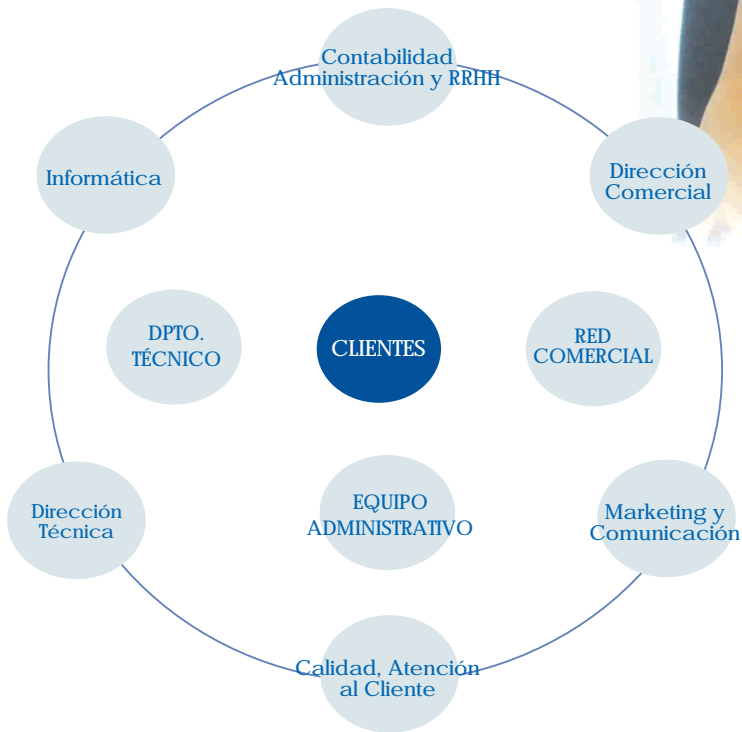 Contabilidad
Administración y RRHH
Informática
Dirección
Comercial
DPTO.
TÉCNICO
CLIENTES
RED
COMERCIAL
Dirección
Técnica
EQUIPO
ADMINISTRATIVO
Marketing y
Comunicación
Calidad, Atención
al Cliente